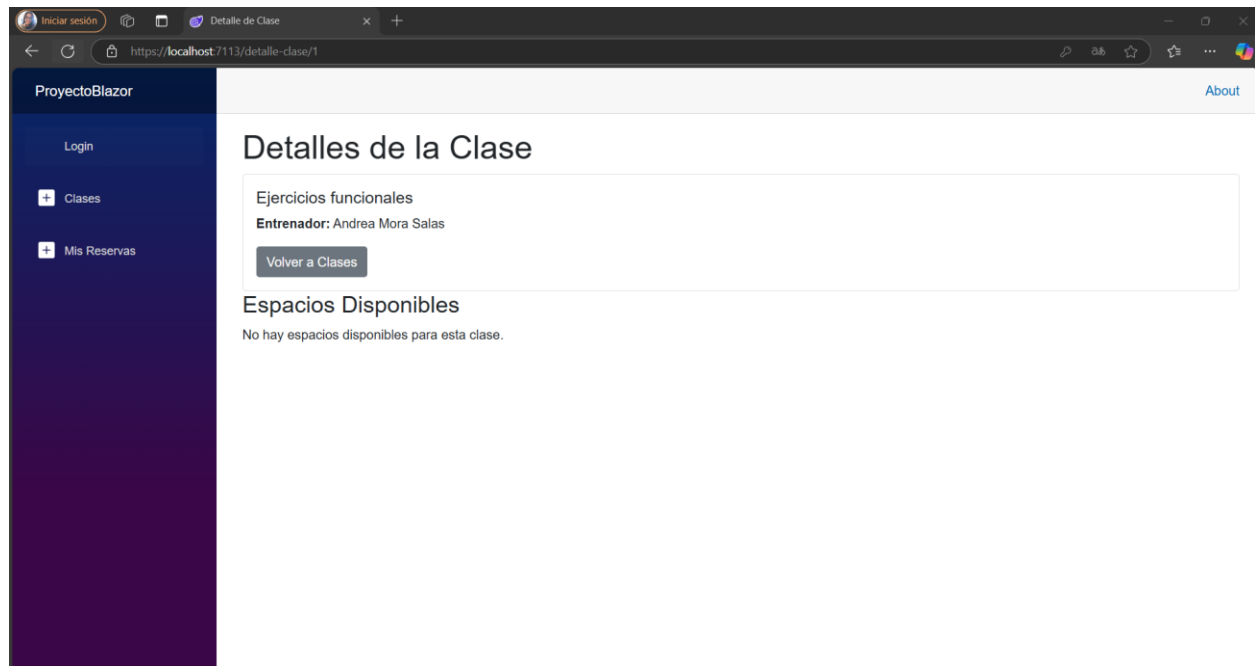 Iniciar sesión
Detalle de Clase
https://localhost:7113/detalle-clase/1
ProyectoBlazor
About
Login
Clases
Mis Reservas
Detalles de la Clase
Ejercicios funcionales
Entrenador: Andrea Mora Salas
Volver a Clases
Espacios Disponibles
No hay espacios disponibles para esta clase.